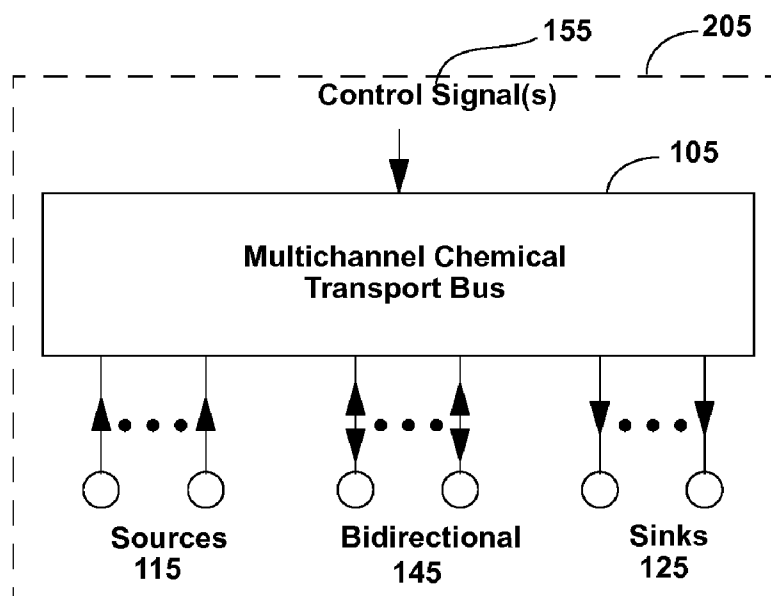 155
205
Control Signal(s)
105
Multichannel Chemical
Transport Bus
Sources
115
Bidirectional
145
Sinks
125